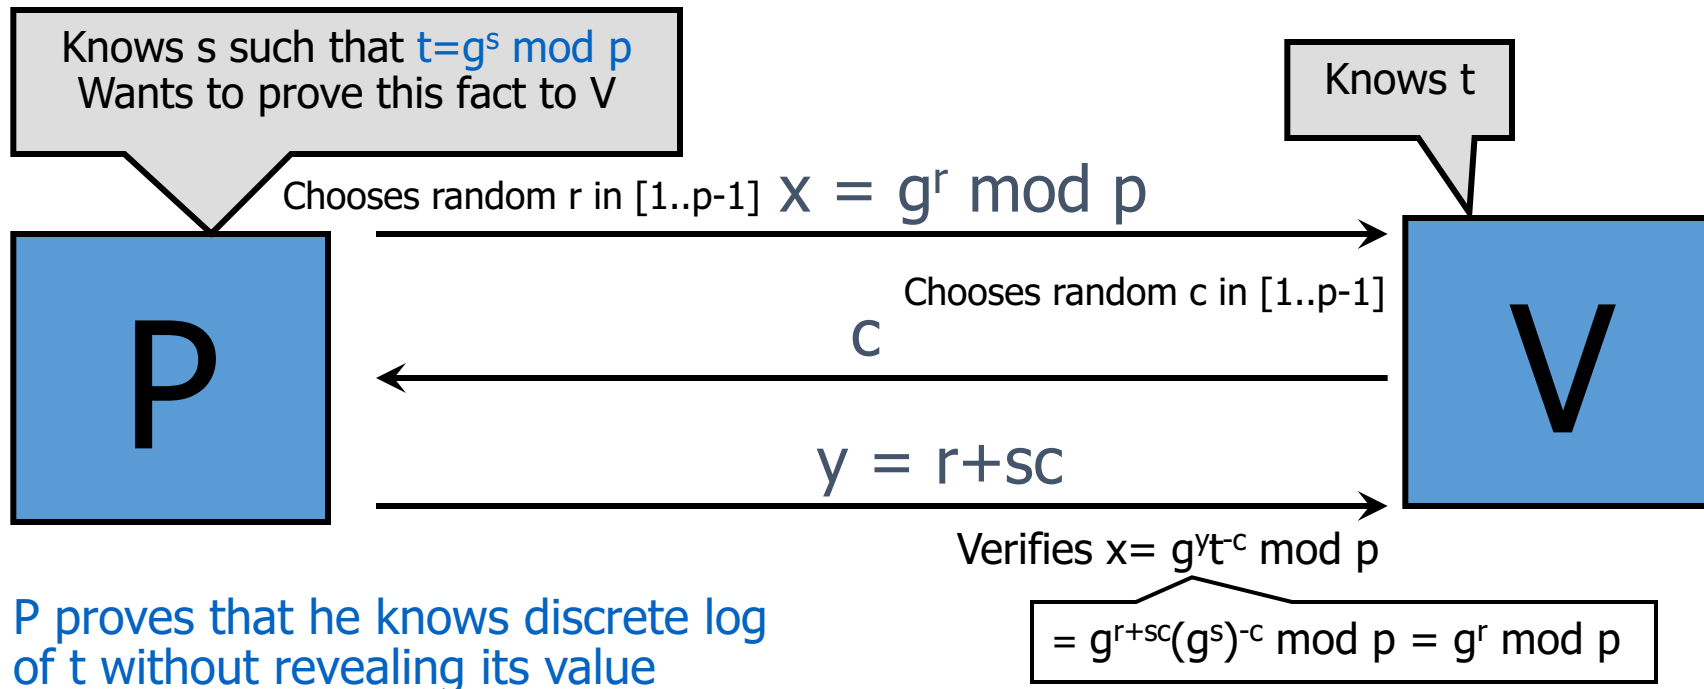 Knows s such that t=gˢ mod p
Wants to prove this fact to V
Knows t
Chooses random r in [1..p-1] x = gʳ mod p
Chooses random c in [1..p-1]
c
P
V
y = r+sc
Verifies x= gʸt⁻ᶜ mod p
= gʳ⁺ˢᶜ(gˢ)⁻ᶜ mod p = gʳ mod p
P proves that he knows discrete log
of t without revealing its value